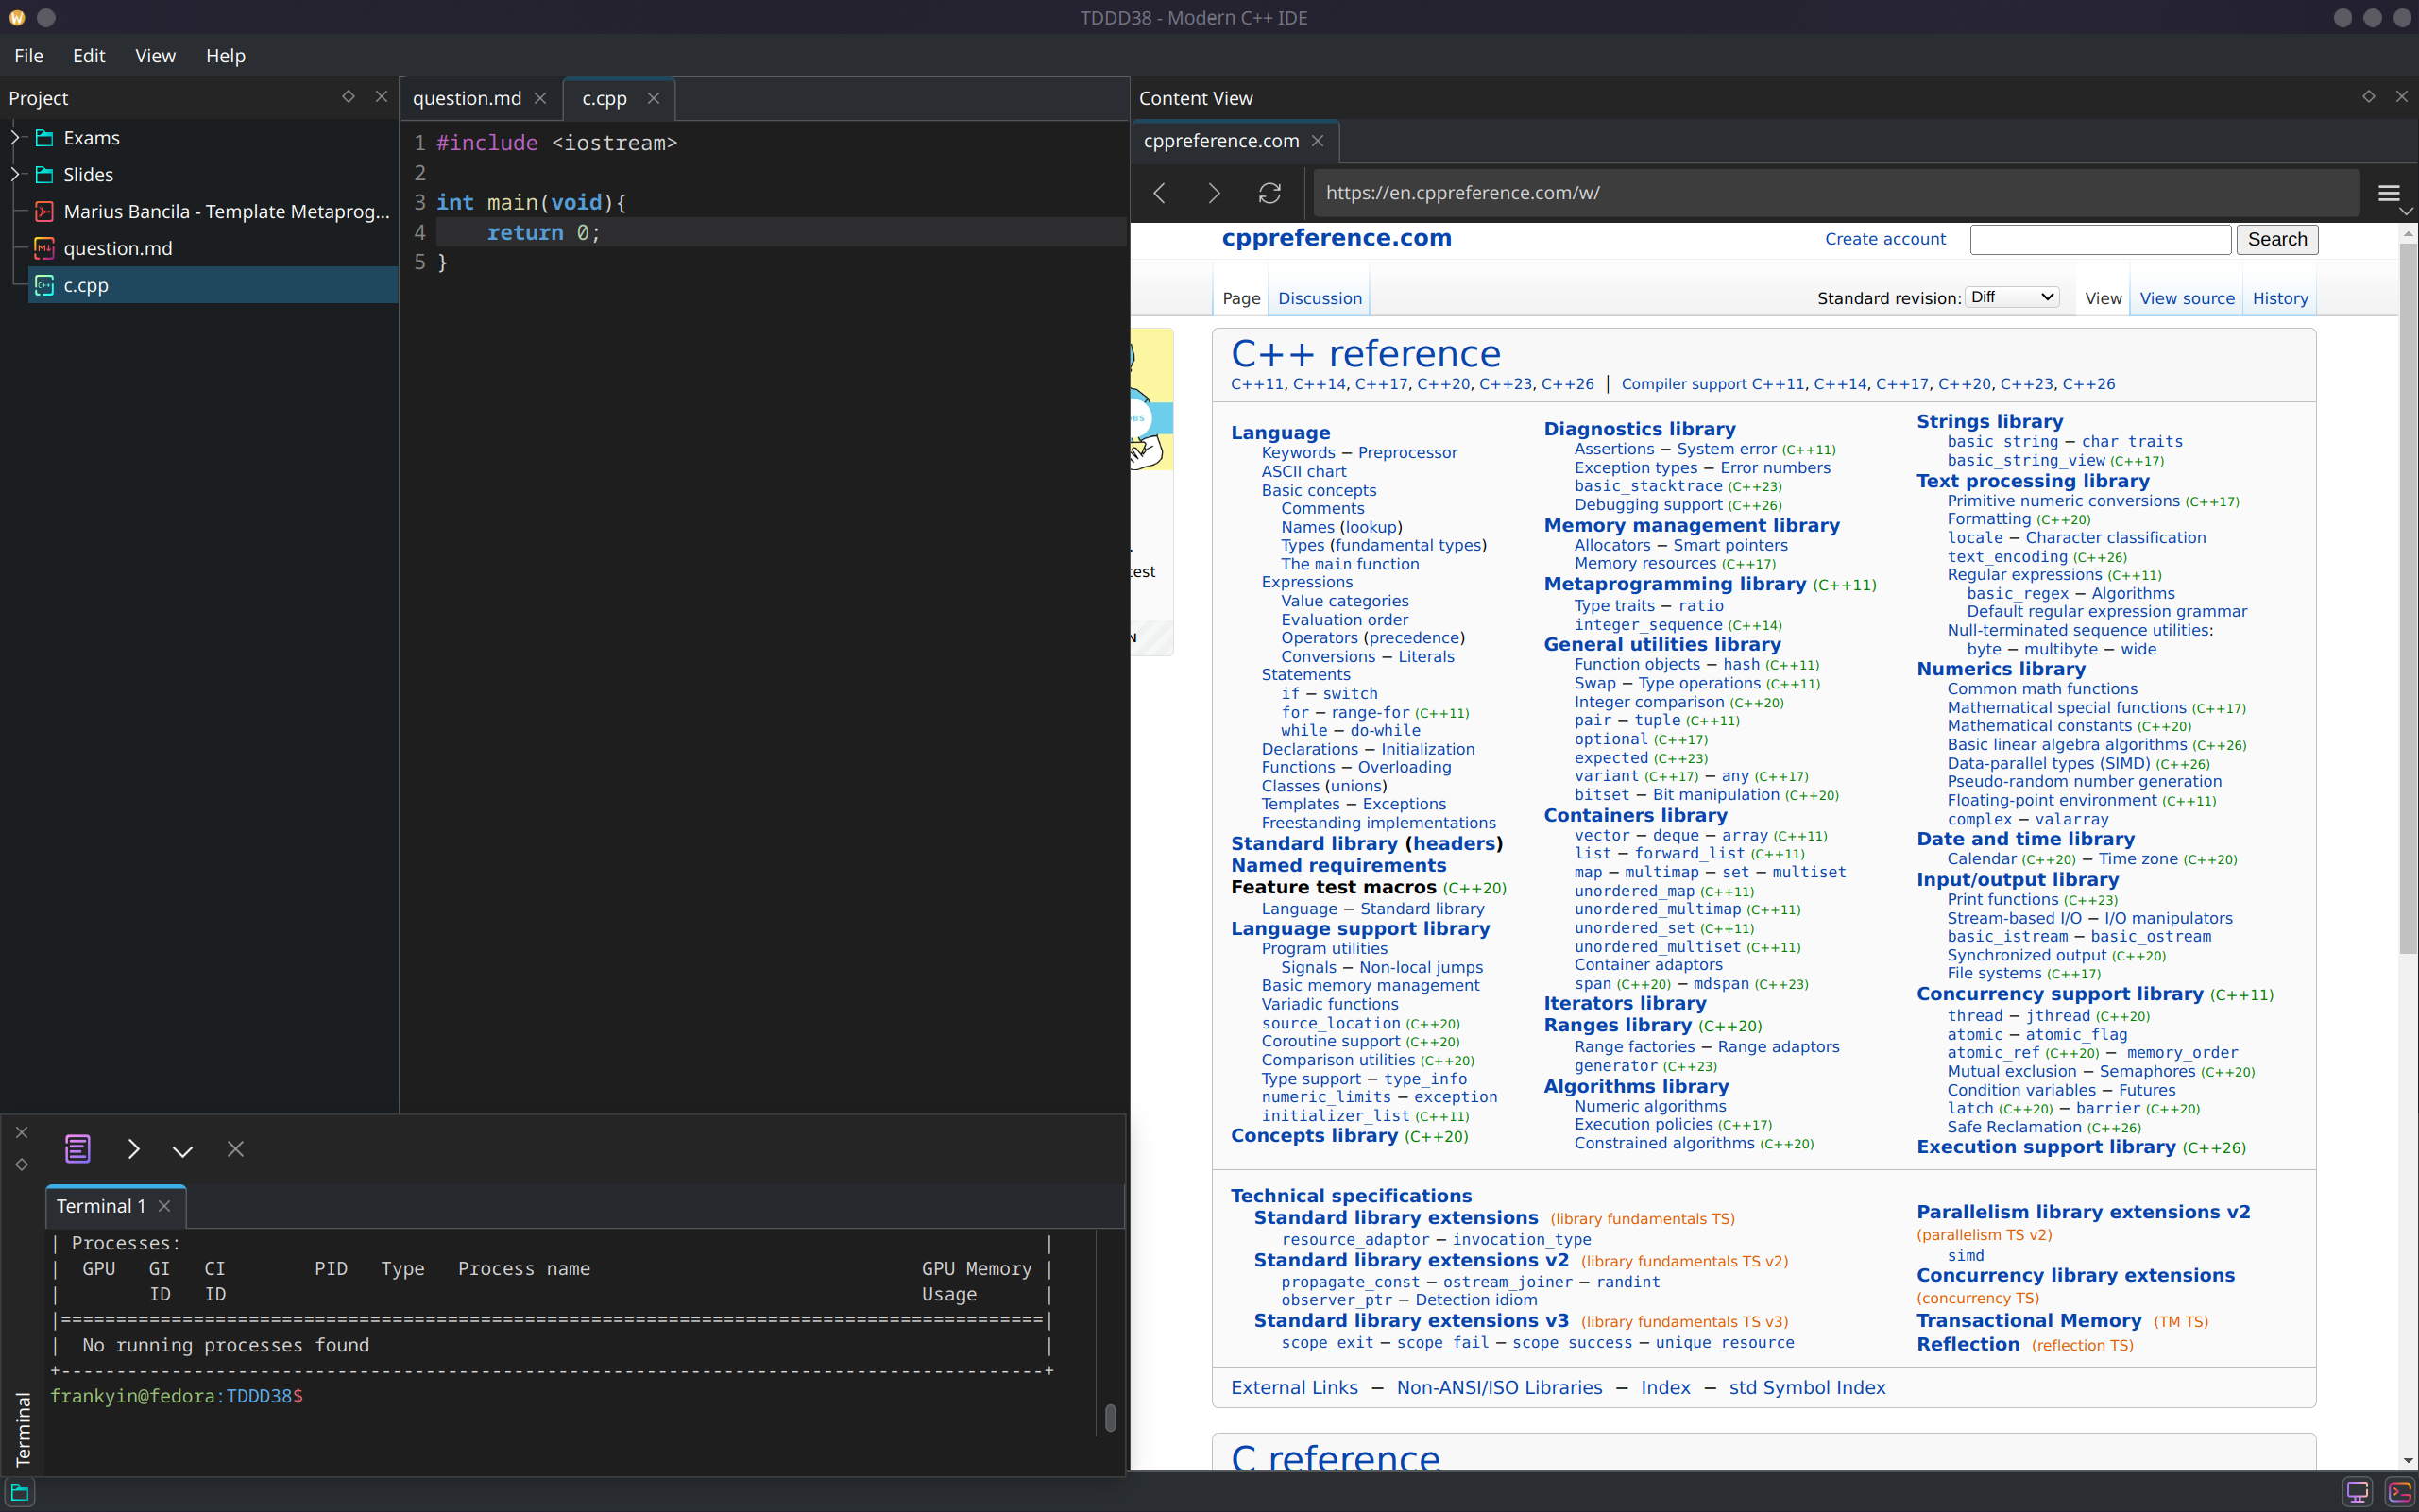 TDDD38 - Modern C++ IDE
File Edit View Help
Project
Exams
Slides
Marius Bancila - Template Metaprog...
question.md
c.cpp
question.md
c.cpp
1 #include <iostream>
2
3 int main(void){
4     return 0;
5 }
Content View
cppreference.com
https://en.cppreference.com/w/
cppreference.com
Create account
Search
Page Discussion
Standard revision: Diff
View View source History
C++ reference
C++11, C++14, C++17, C++20, C++23, C++26 | Compiler support C++11, C++14, C++17, C++20, C++23, C++26
Language
Keywords − Preprocessor
ASCII chart
Basic concepts
Comments
Names (lookup)
Types (fundamental types)
The main function
Expressions
Value categories
Evaluation order
Operators (precedence)
Conversions − Literals
Statements
if − switch
for − range-for (C++11)
while − do-while
Declarations − Initialization
Functions − Overloading
Classes (unions)
Templates − Exceptions
Freestanding implementations
Standard library (headers)
Named requirements
Feature test macros (C++20)
Language − Standard library
Language support library
Program utilities
Signals − Non-local jumps
Basic memory management
Variadic functions
source_location (C++20)
Coroutine support (C++20)
Comparison utilities (C++20)
Type support − type_info
numeric_limits − exception
initializer_list (C++11)
Concepts library (C++20)
Diagnostics library
Assertions − System error (C++11)
Exception types − Error numbers
basic_stacktrace (C++23)
Debugging support (C++26)
Memory management library
Allocators − Smart pointers
Memory resources (C++17)
Metaprogramming library (C++11)
Type traits − ratio
integer_sequence (C++14)
General utilities library
Function objects − hash (C++11)
Swap − Type operations (C++11)
Integer comparison (C++20)
pair − tuple (C++11)
optional (C++17)
expected (C++23)
variant (C++17) − any (C++17)
bitset − Bit manipulation (C++20)
Containers library
vector − deque − array (C++11)
list − forward_list (C++11)
map − multimap − set − multiset
unordered_map (C++11)
unordered_multimap (C++11)
unordered_set (C++11)
unordered_multiset (C++11)
Container adaptors
span (C++20) − mdspan (C++23)
Iterators library
Ranges library (C++20)
Range factories − Range adaptors
generator (C++23)
Algorithms library
Numeric algorithms
Execution policies (C++17)
Constrained algorithms (C++20)
Strings library
basic_string − char_traits
basic_string_view (C++17)
Text processing library
Primitive numeric conversions (C++17)
Formatting (C++20)
locale − Character classification
text_encoding (C++26)
Regular expressions (C++11)
basic_regex − Algorithms
Default regular expression grammar
Null-terminated sequence utilities:
byte − multibyte − wide
Numerics library
Common math functions
Mathematical special functions (C++17)
Mathematical constants (C++20)
Basic linear algebra algorithms (C++26)
Data-parallel types (SIMD) (C++26)
Pseudo-random number generation
Floating-point environment (C++11)
complex − valarray
Date and time library
Calendar (C++20) − Time zone (C++20)
Input/output library
Print functions (C++23)
Stream-based I/O − I/O manipulators
basic_istream − basic_ostream
Synchronized output (C++20)
File systems (C++17)
Concurrency support library (C++11)
thread − jthread (C++20)
atomic − atomic_flag
atomic_ref (C++20) − memory_order
Mutual exclusion − Semaphores (C++20)
Condition variables − Futures
latch (C++20) − barrier (C++20)
Safe Reclamation (C++26)
Execution support library (C++26)
Technical specifications
Standard library extensions (library fundamentals TS)
resource_adaptor − invocation_type
Standard library extensions v2 (library fundamentals TS v2)
propagate_const − ostream_joiner − randint
observer_ptr − Detection idiom
Standard library extensions v3 (library fundamentals TS v3)
scope_exit − scope_fail − scope_success − unique_resource
Parallelism library extensions v2
(parallelism TS v2)
simd
Concurrency library extensions
(concurrency TS)
Transactional Memory (TM TS)
Reflection (reflection TS)
External Links − Non-ANSI/ISO Libraries − Index − std Symbol Index
C reference
Terminal
Terminal 1
| Processes: |
| GPU GI CI PID Type Process name GPU Memory |
| ID ID Usage |
|=========================================================================================|
| No running processes found |
+-----------------------------------------------------------------------------------------+
frankyin@fedora:TDDD38$